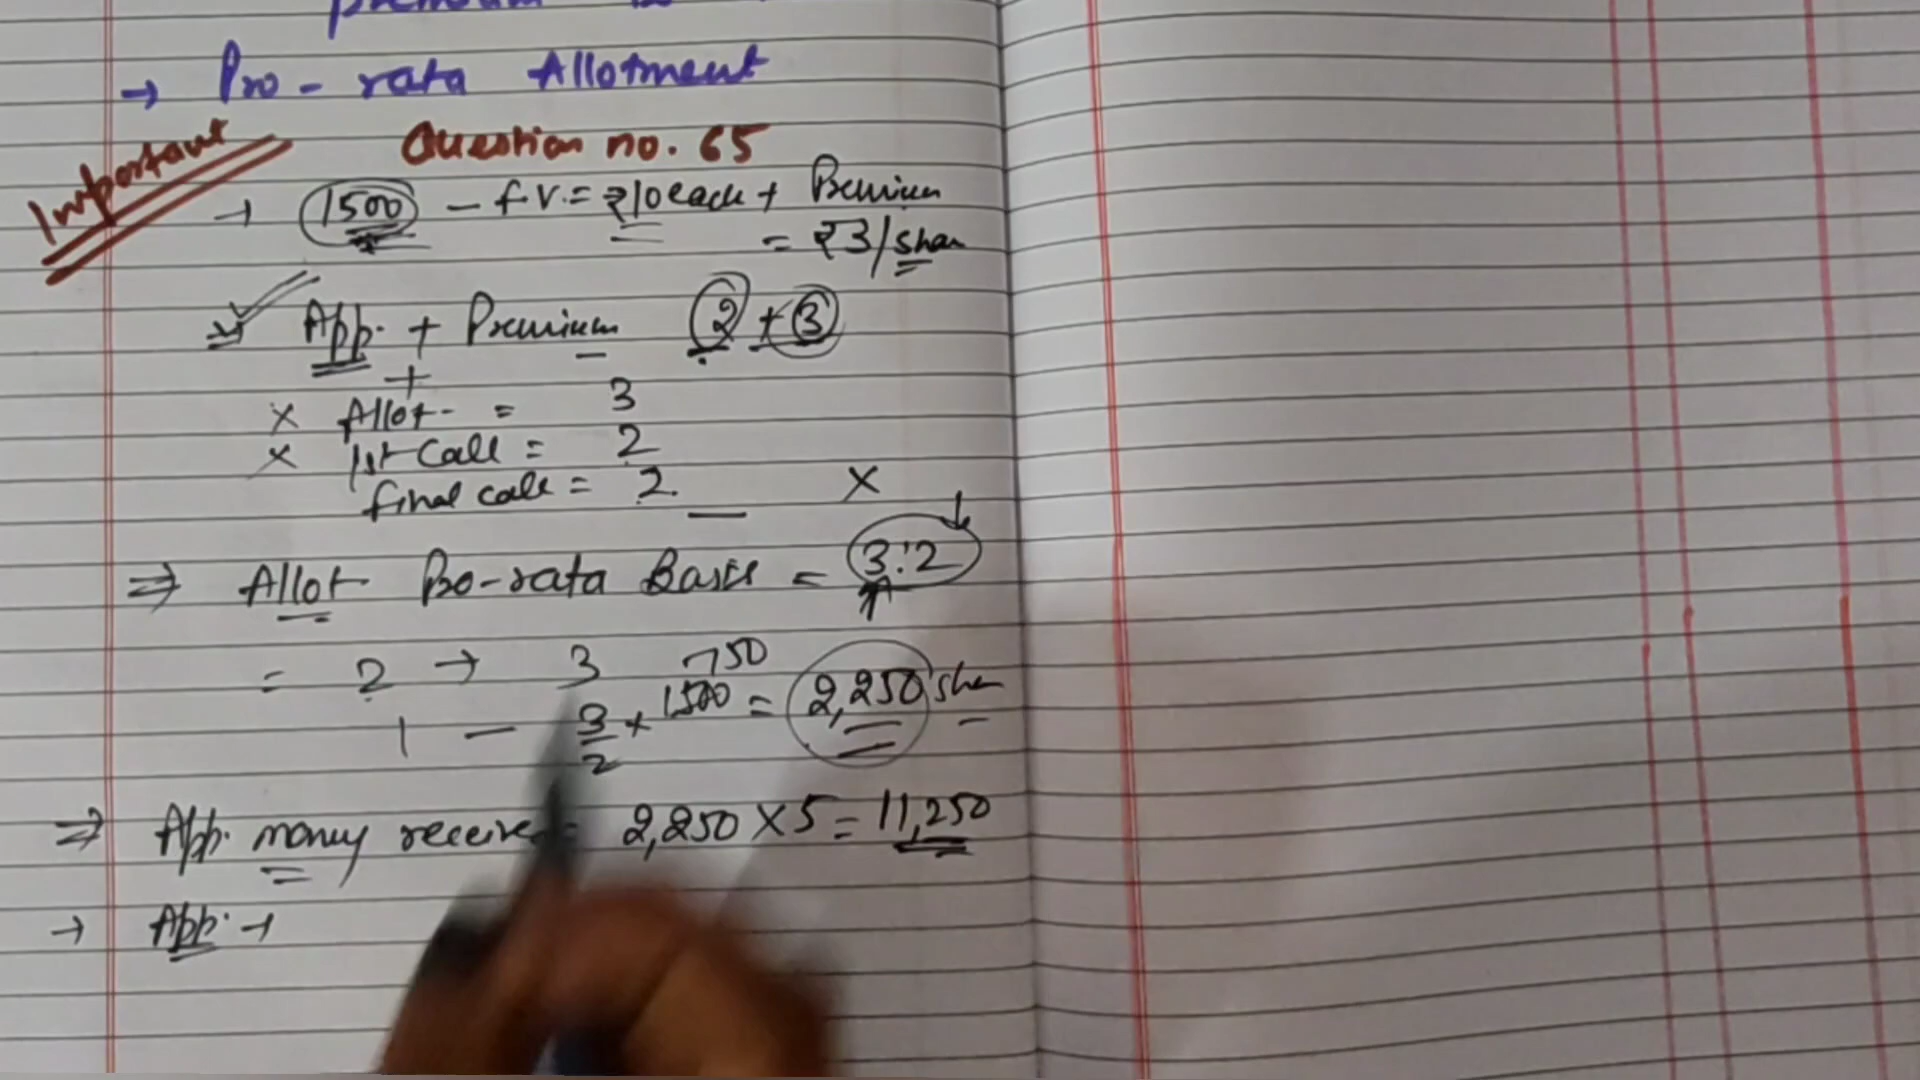 → Pro-rata Allotment
Important
Question no. 65
→ 1500 - f.V. = ₹10 each + Premium
= ₹3/share
App. + Premium 2 + 3
+
x Allot. = 3
x 1st Call = 2
final call = 2. x
⇒ Allot Pro-rata Basis = 3:2
= 2 → 3 750
1 - 3/2 × 1500 = 2,250 share
⇒ App. money received = 2,250 × 5 = 11,250
→ App. +